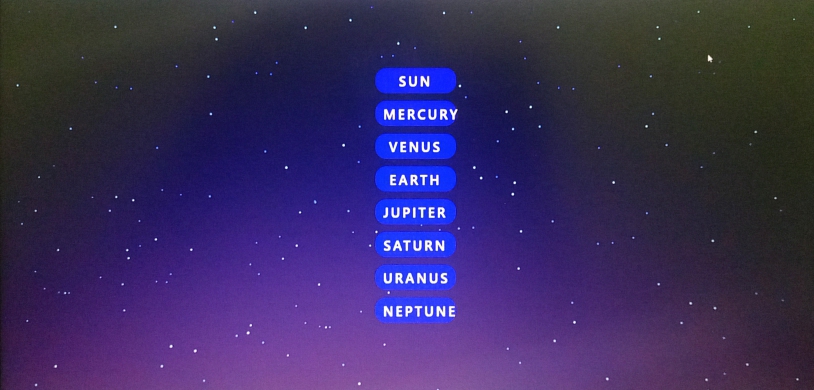 SUN
MERCURY
VENUS
EARTH
JUPITER
SATURN
URANUS
NEPTUNE